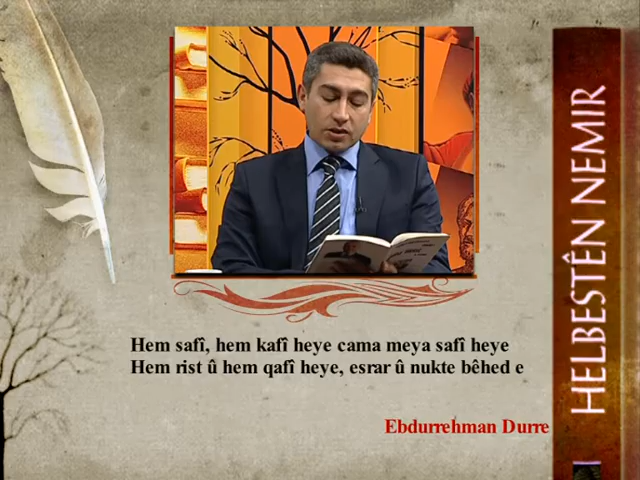 Hem safî, hem kafî heye cama meya safî heye
Hem rist û hem qafî heye, esrar û nukte bêhed e
Ebdurrehman Durre
HELBESTÊN NEMIR